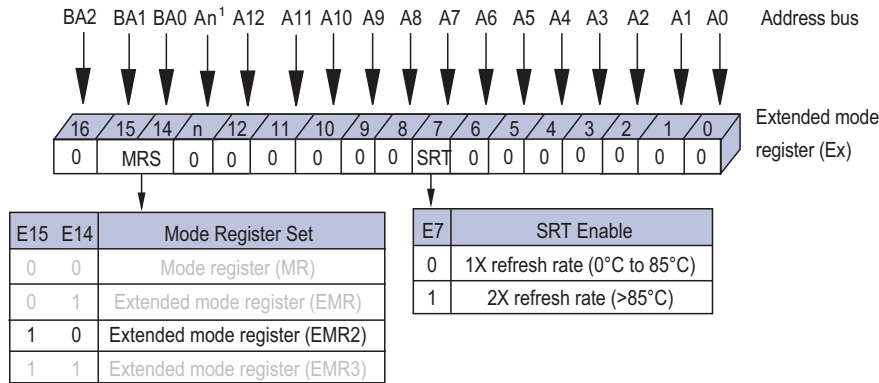 BA2 BA1 BA0 An1 A12 A11 A10 A9 A8 A7 A6 A5 A4 A3 A2 A1 A0 Address bus
16 15 14 n 12 11 10 9 8 7 6 5 4 3 2 1 0 Extended mode
0 MRS 0 0 0 0 0 0 SRT 0 0 0 0 0 0 0 register (Ex)
E15 E14 Mode Register Set
0 0 Mode register (MR)
0 1 Extended mode register (EMR)
1 0 Extended mode register (EMR2)
1 1 Extended mode register (EMR3)
E7 SRT Enable
0 1X refresh rate (0°C to 85°C)
1 2X refresh rate (>85°C)